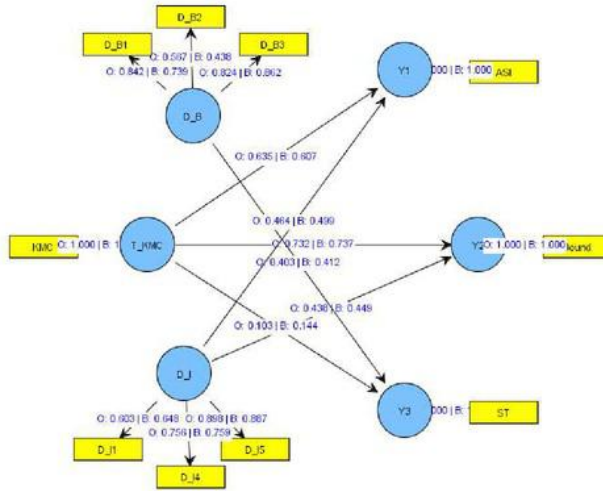 D_B2
D_B1
D_B3
O: 0.567 | B: 0.438
O: 0.842 | B: 0.739
O: 0.824 | B: 0.862
D_B
Y1
000 | B: 1.000
ASI
O: 0.635 | B: 0.607
O: 0.464 | B: 0.499
KMC
O: 1.000 | B: 1
T_KMC
O: 0.732 | B: 0.737
Y2
O: 1.000 | B: 1.000
ound
O: 0.403 | B: 0.412
O: 0.438 | B: 0.449
O: 0.103 | B: 0.144
D_I
Y3
000 | B:
ST
O: 0.603 | B: 0.648
O: 0.898 | B: 0.887
O: 0.756 | B: 0.759
D_I1
D_I5
D_I4